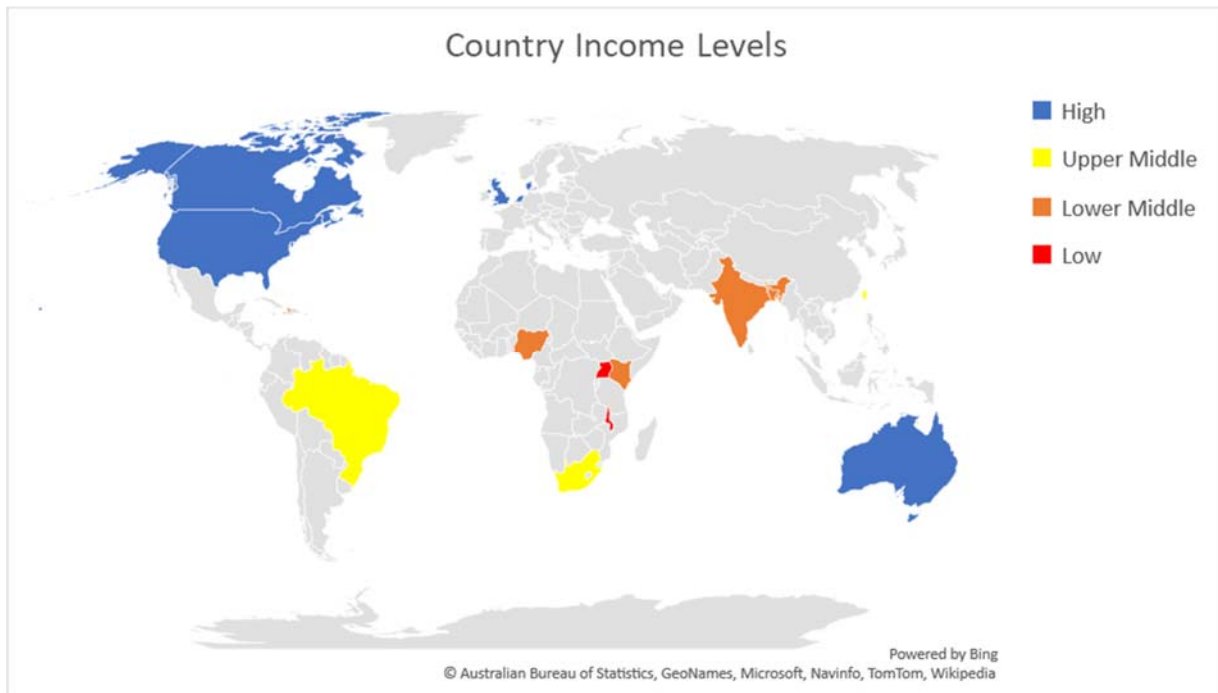 Country Income Levels
High
Upper Middle
Lower Middle
Low
Powered by Bing
© Australian Bureau of Statistics, GeoNames, Microsoft, Navinfo, TomTom, Wikipedia